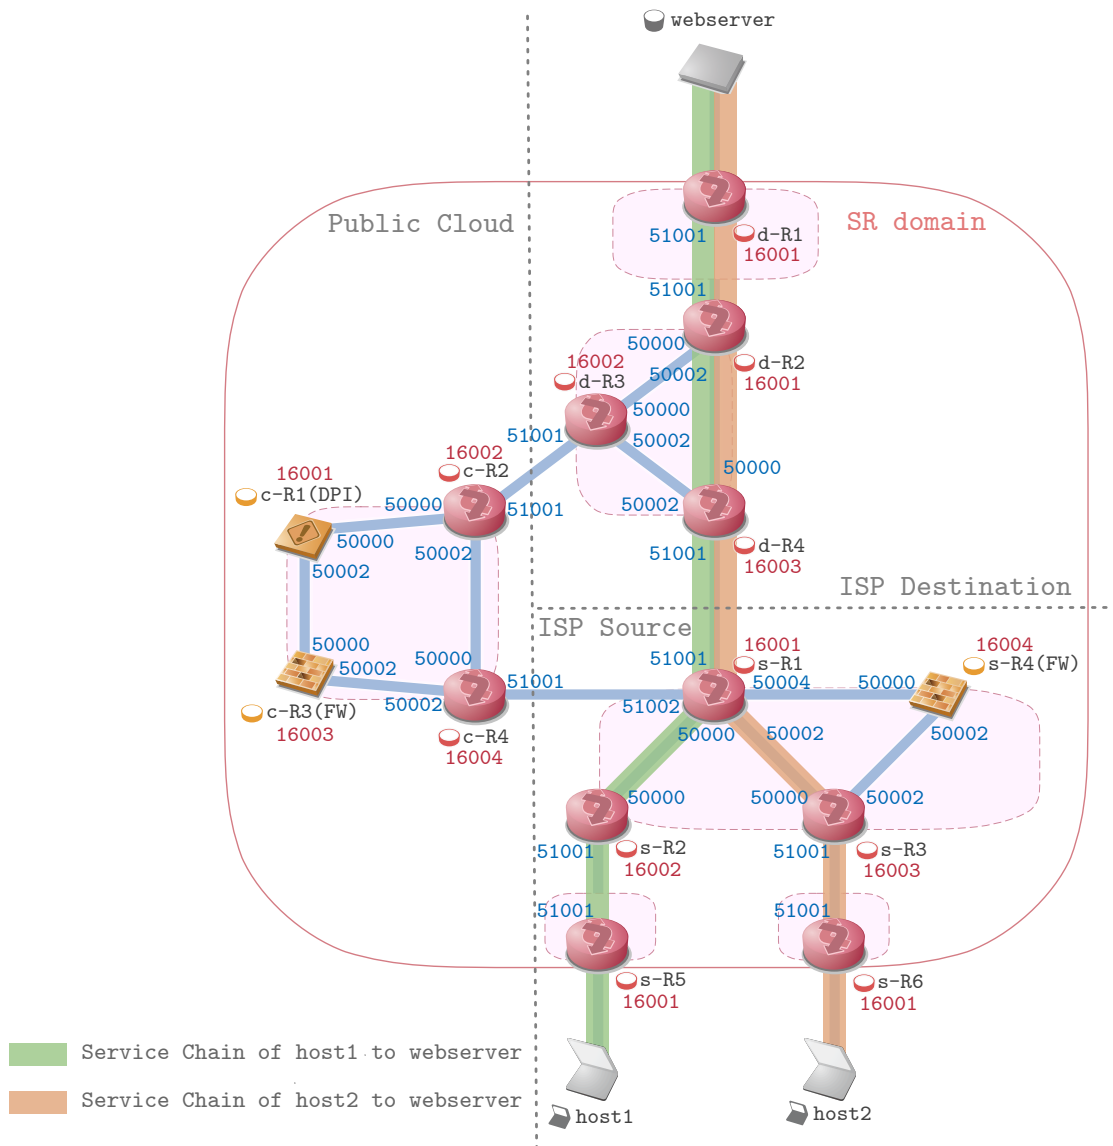 webserver
Public Cloud
SR domain
51001
d-R1
16001
51001
50000
d-R2
16001
16002
d-R3
50002
50000
51001
50002
50000
16002
c-R2
16001
c-R1(DPI)
50000
51001
50002
50000
50002
51001
d-R4
16003
50002
ISP Destination
ISP Source
50000
50002
50000
51001
16001
s-R1
16004
s-R4(FW)
51001
50004
50000
50002
51002
c-R3(FW)
16003
c-R4
16004
50000
50002
50002
50000
50000
50002
51001
s-R2
16002
51001
s-R3
16003
51001
51001
s-R5
16001
s-R6
16001
Service Chain of host1 to webserver
Service Chain of host2 to webserver
host1
host2